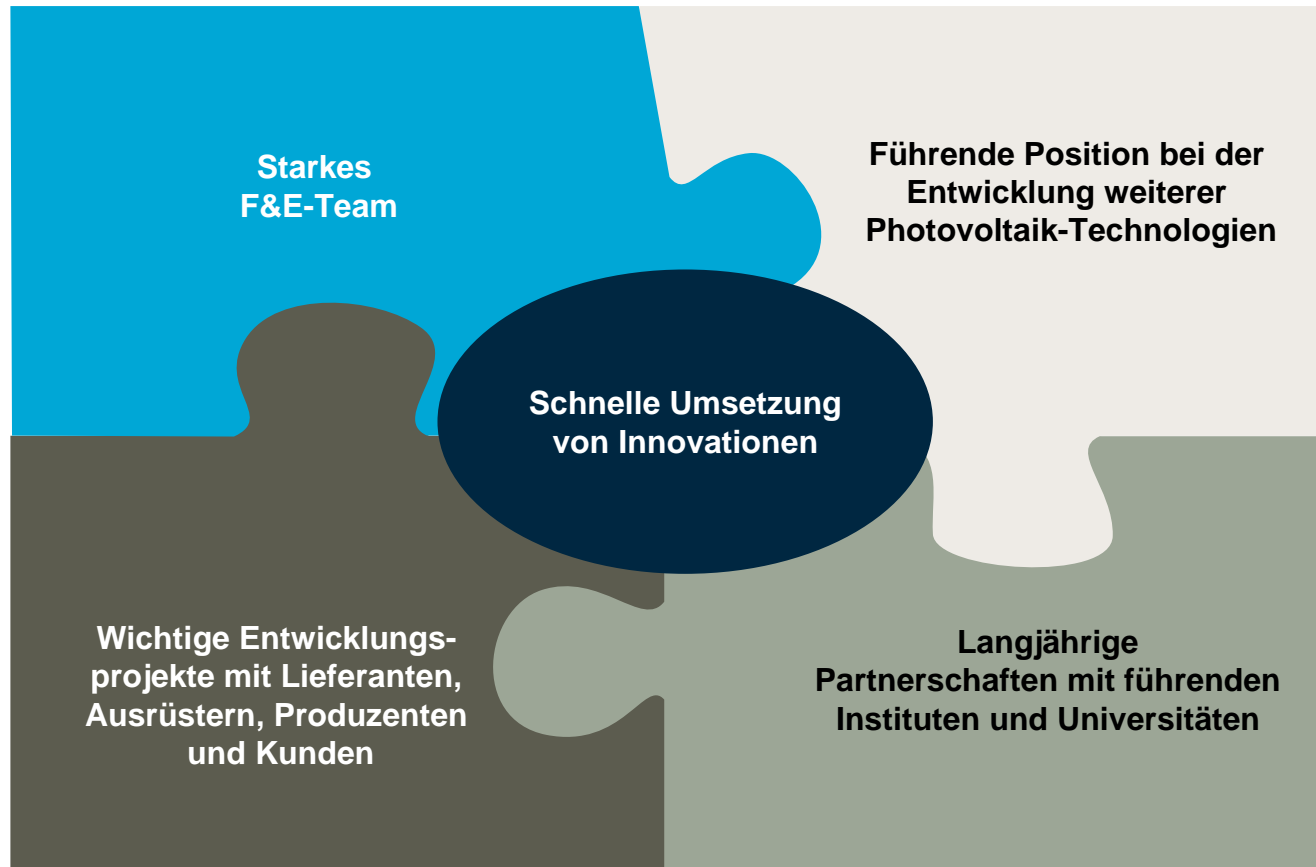 Starkes
F&E-Team
Führende Position bei der
Entwicklung weiterer
Photovoltaik-Technologien
Schnelle Umsetzung
von Innovationen
Wichtige Entwicklungs-
projekte mit Lieferanten,
Ausrüstern, Produzenten
und Kunden
Langjährige
Partnerschaften mit führenden
Instituten und Universitäten